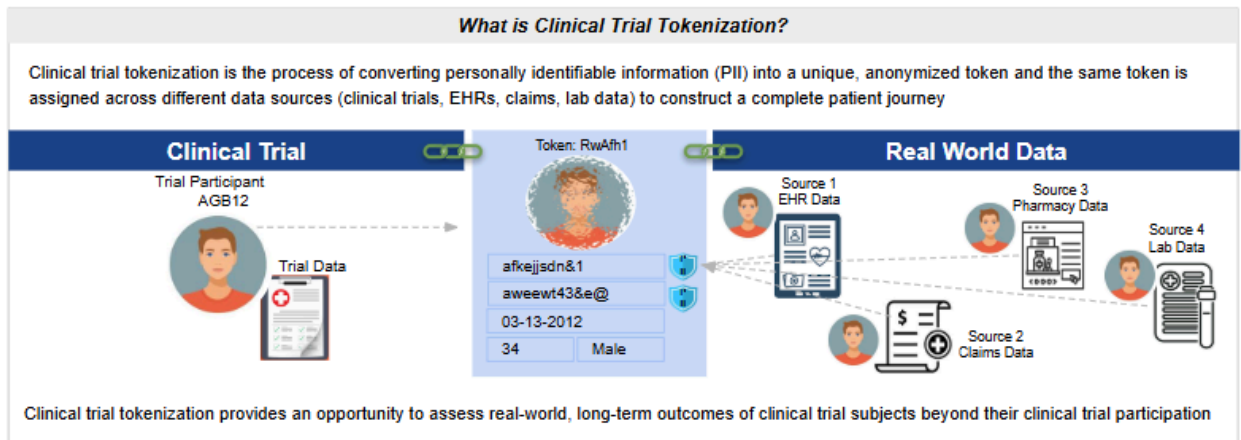 What is Clinical Trial Tokenization?
Clinical trial tokenization is the process of converting personally identifiable information (PII) into a unique, anonymized token and the same token is
assigned across different data sources (clinical trials, EHRs, claims, lab data) to construct a complete patient journey
Clinical Trial
Token: RwAfh1
Real World Data
Trial Participant
AGB12
Trial Data
afkejjsdn&1
aweewt43&e@
03-13-2012
34
Male
Source 1
EHR Data
Source 3
Pharmacy Data
Source 4
Lab Data
$
Source 2
Claims Data
Clinical trial tokenization provides an opportunity to assess real-world, long-term outcomes of clinical trial subjects beyond their clinical trial participation